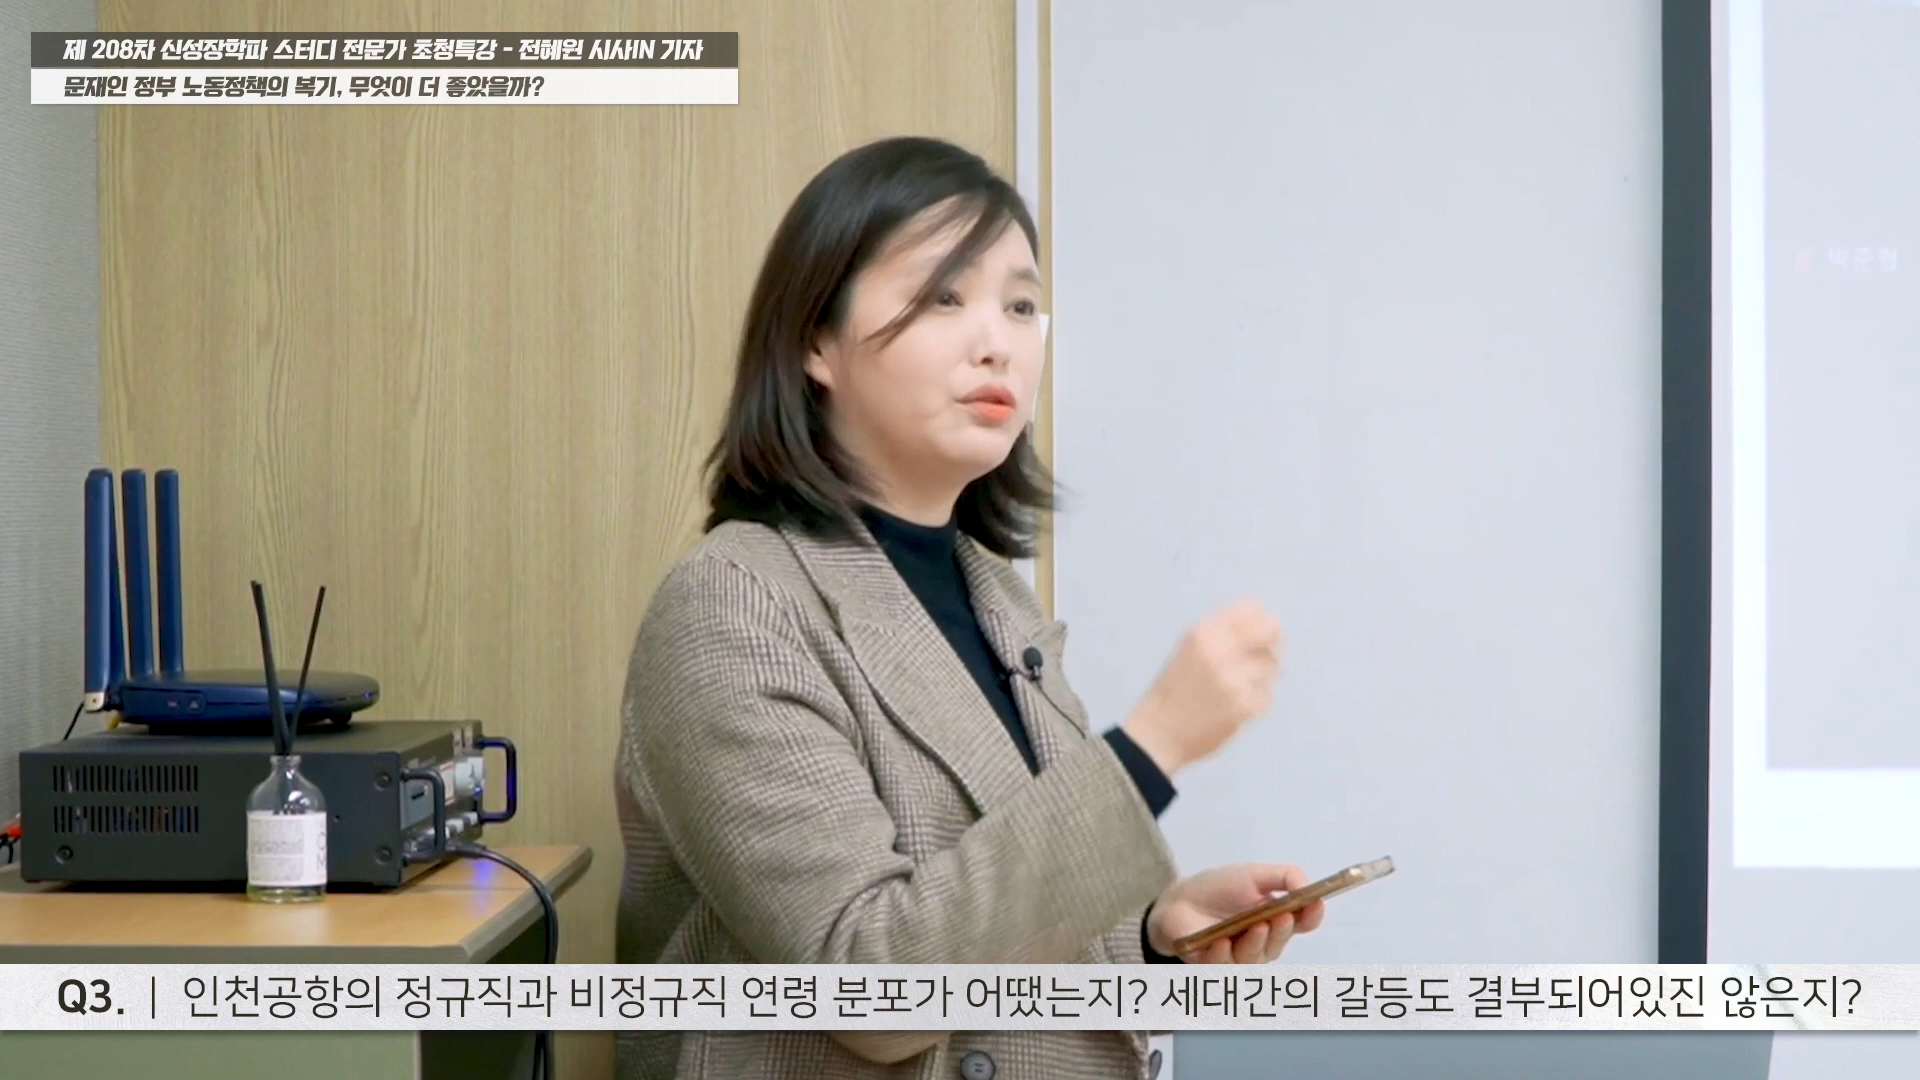 제 208차 신성장학파 스터디 전문가 초청특강 - 전혜원 시사IN 기자
문재인 정부 노동정책의 복기, 무엇이 더 좋았을까?
Q3. | 인천공항의 정규직과 비정규직 연령 분포가 어땠는지? 세대간의 갈등도 결부되어있진 않은지?